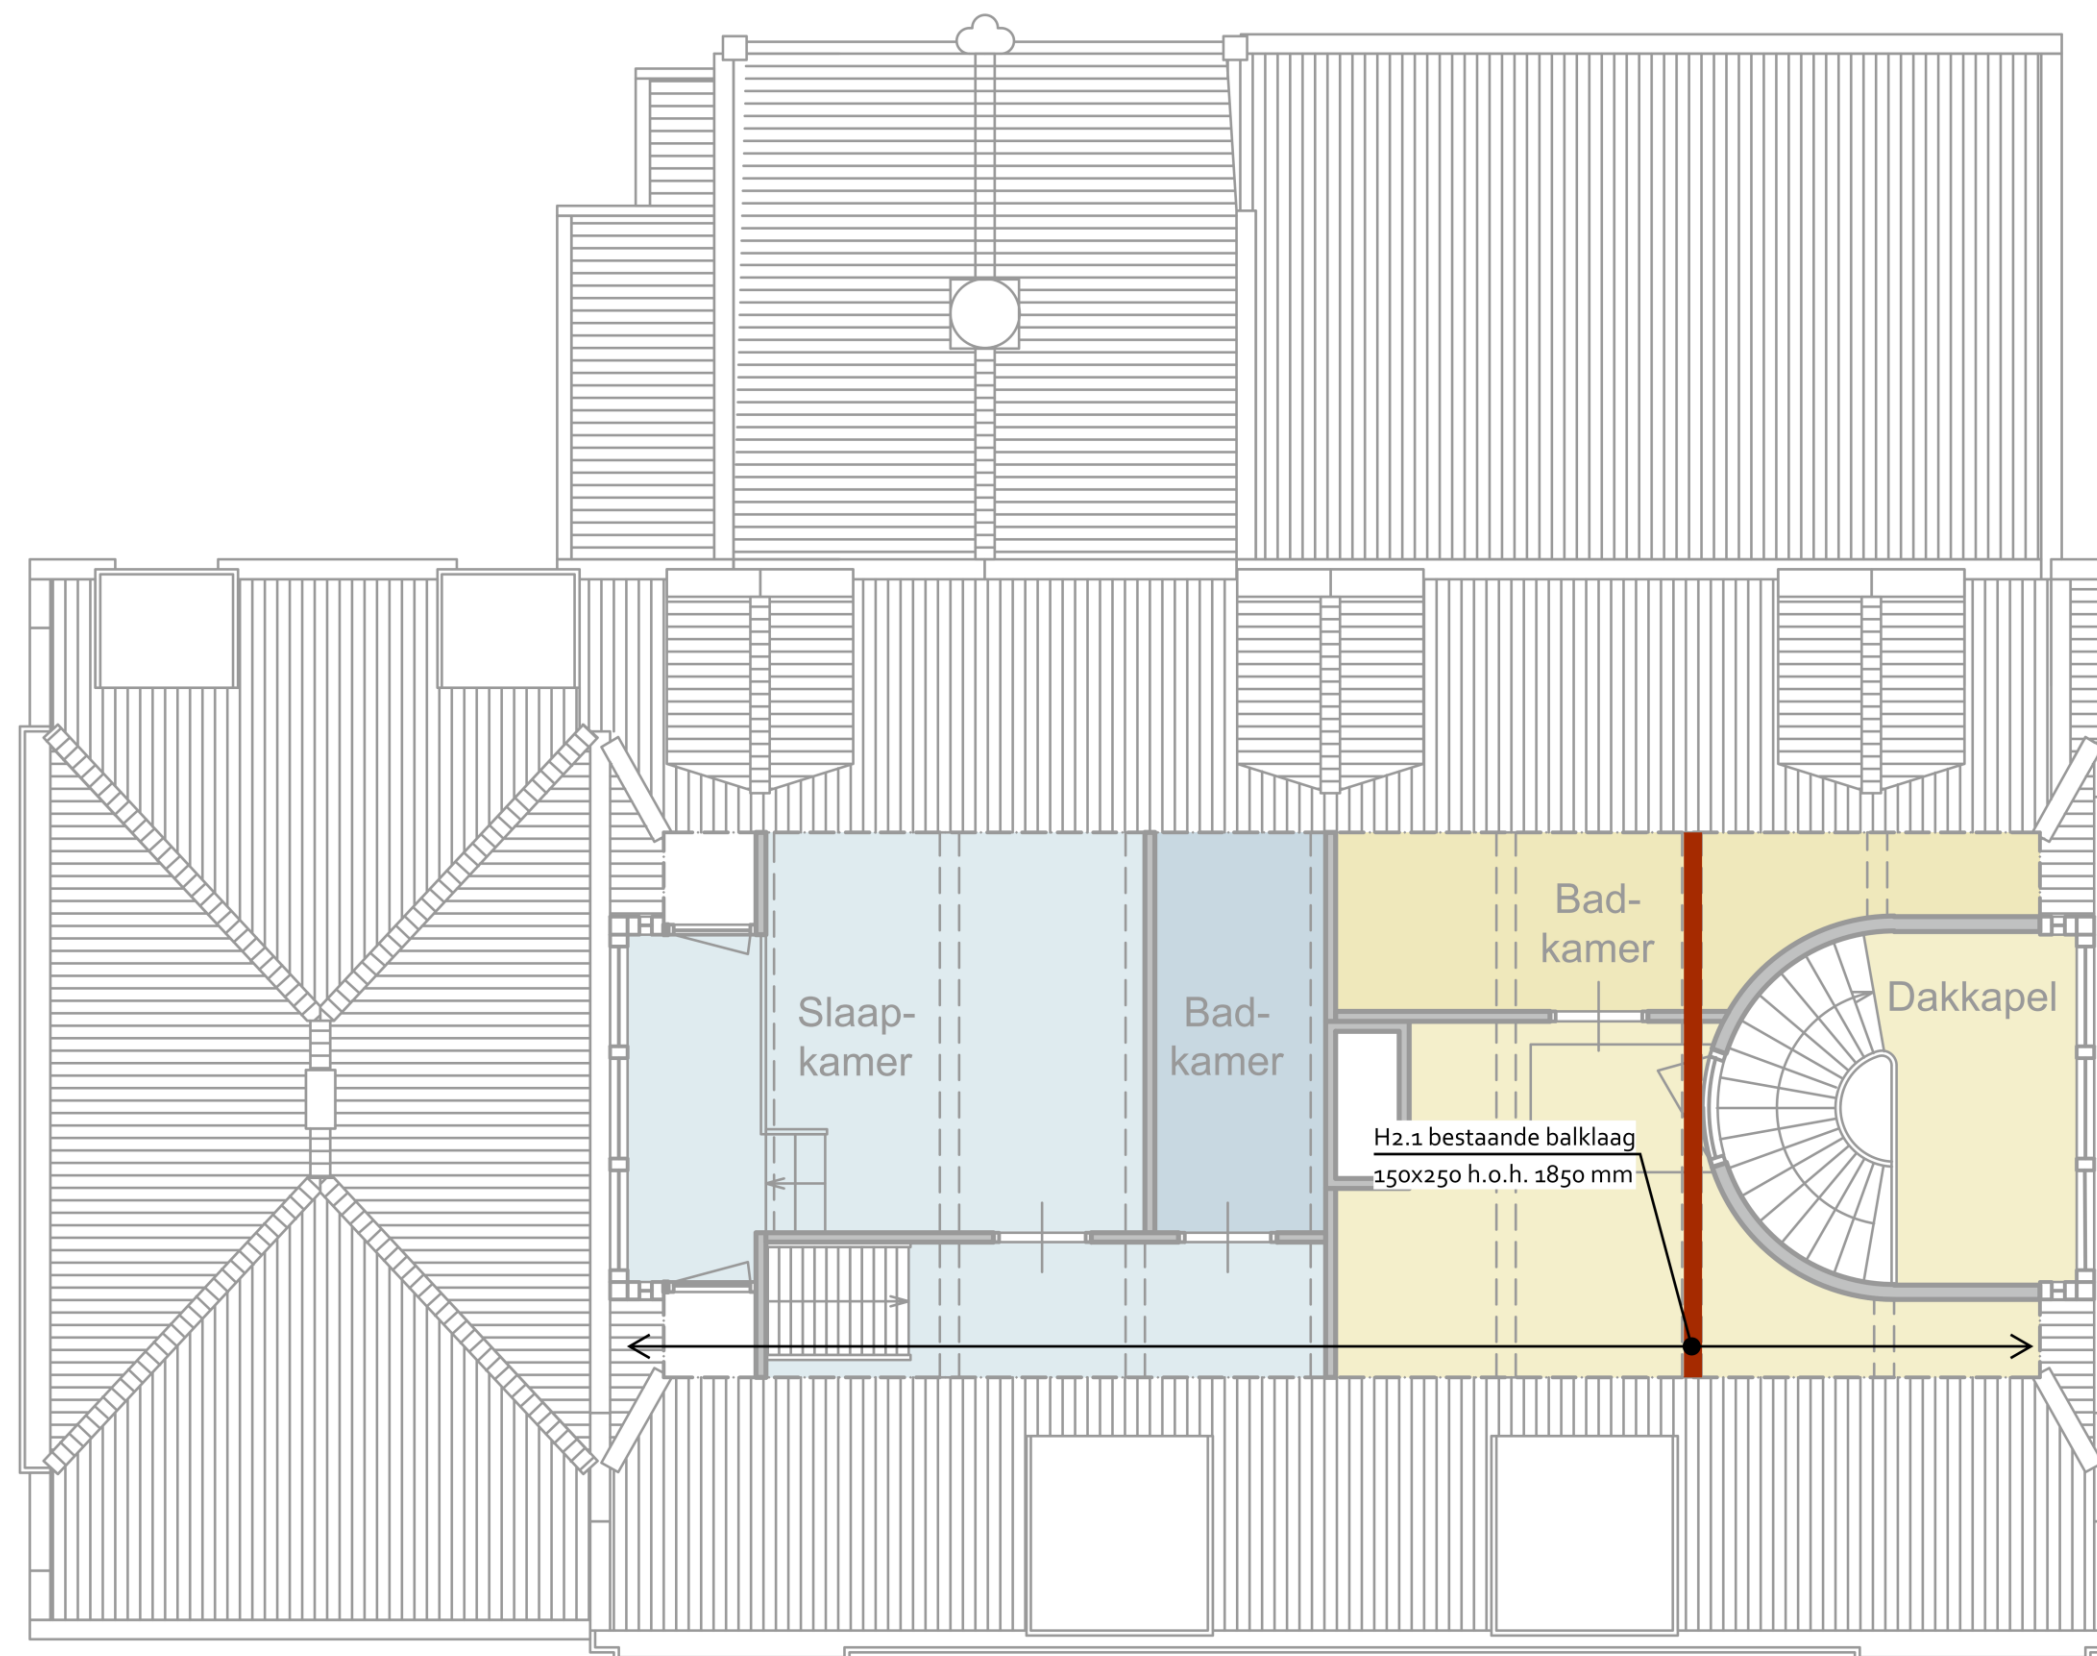 Bad-
kamer
Slaap-
kamer
Bad-
kamer
Dakkapel
H2.1 bestaande balklaag
150x250 h.o.h. 1850 mm